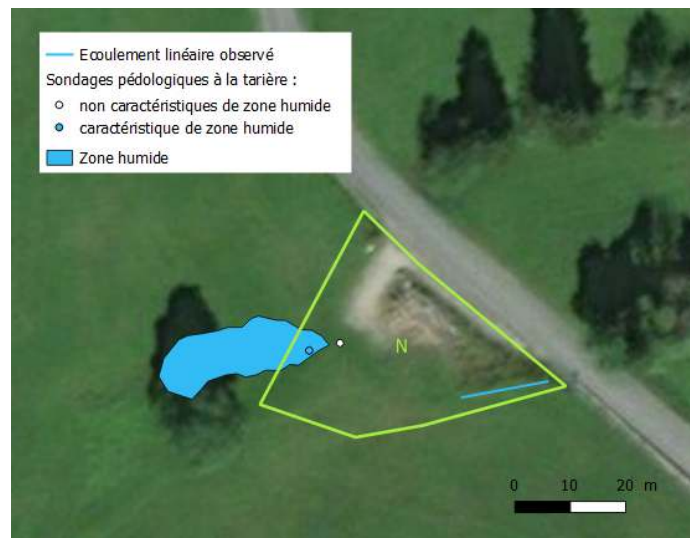 Ecoulement linéaire observé
Sondages pédologiques à la tarière :
non caractéristiques de zone humide
caractéristique de zone humide
Zone humide
N
0 10 20 m